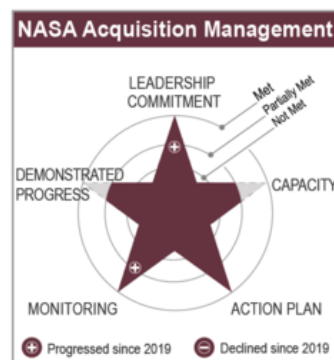 NASA Acquisition Management
LEADERSHIP
COMMITMENT
Met
Partially Met
Not Met
DEMONSTRATED
PROGRESS
CAPACITY
MONITORING
ACTION PLAN
Progressed since 2019
Declined since 2019